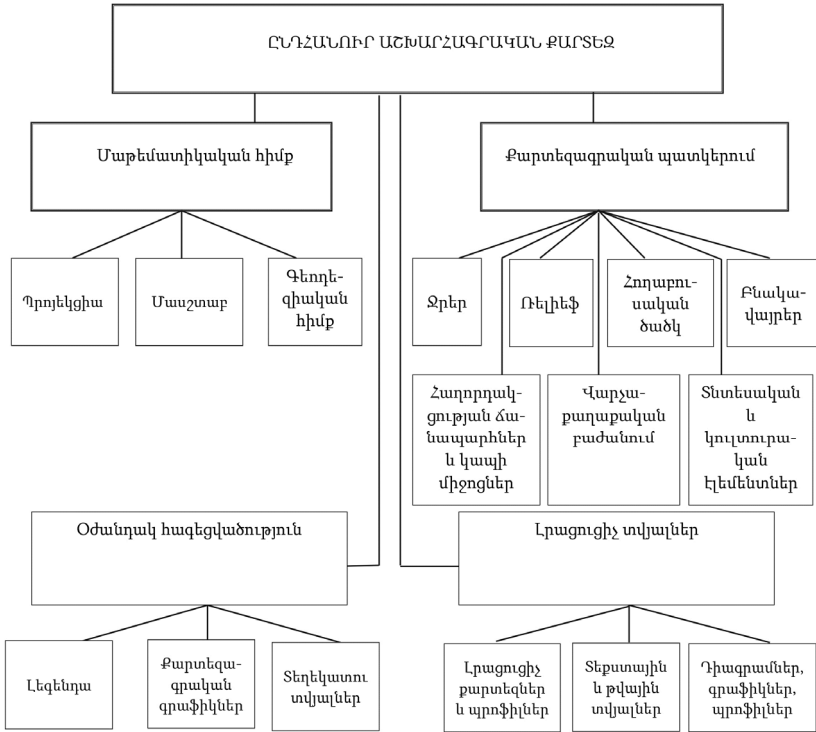 ԸՆԴՀԱՆՈՒՐ ԱՇԽԱՐՀԱԳՐԱԿԱՆ ՔԱՐՏԵԶ
Մաթեմատիկական հիմք
Քարտեզագրական պատկերում
Պրոյեկցիա
Մասշտաբ
Գեոդե-
զիական
հիմք
Ջրեր
Ռելիեֆ
Հողաբու-
սական
ծածկ
Բնակա-
վայրեր
Հաղորդակ-
ցության ճա-
նապարհներ
և կապի
միջոցներ
Վարչա-
քաղաքական
բաժանում
Տնտեսական
և
կուլտուրա-
կան
էլեմենտներ
Օժանդակ հագեցվածություն
Լրացուցիչ տվյալներ
Լեգենդա
Քարտեզա-
գրական
գրաֆիկներ
Տեղեկատու
տվյալներ
Լրացուցիչ
քարտեզներ
և պրոֆիլներ
Տեքստային
և թվային
տվյալներ
Դիագրամներ,
գրաֆիկներ,
պրոֆիլներ